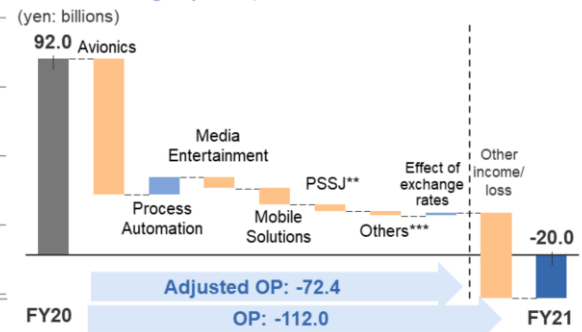 (yen: billions)
92.0
Avionics
Media
Entertainment
Process
Automation
Mobile
Solutions
PSSJ**
Others***
Effect of
exchange
rates
Other
income/
loss
-20.0
Adjusted OP: -72.4
OP: -112.0
FY20
FY21